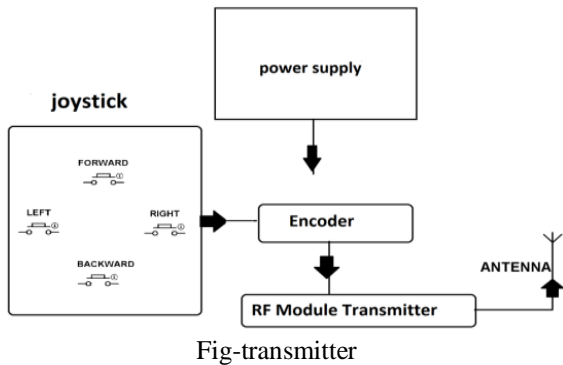 power supply
joystick
FORWARD
LEFT
RIGHT
BACKWARD
Encoder
ANTENNA
RF Module Transmitter
Fig-transmitter